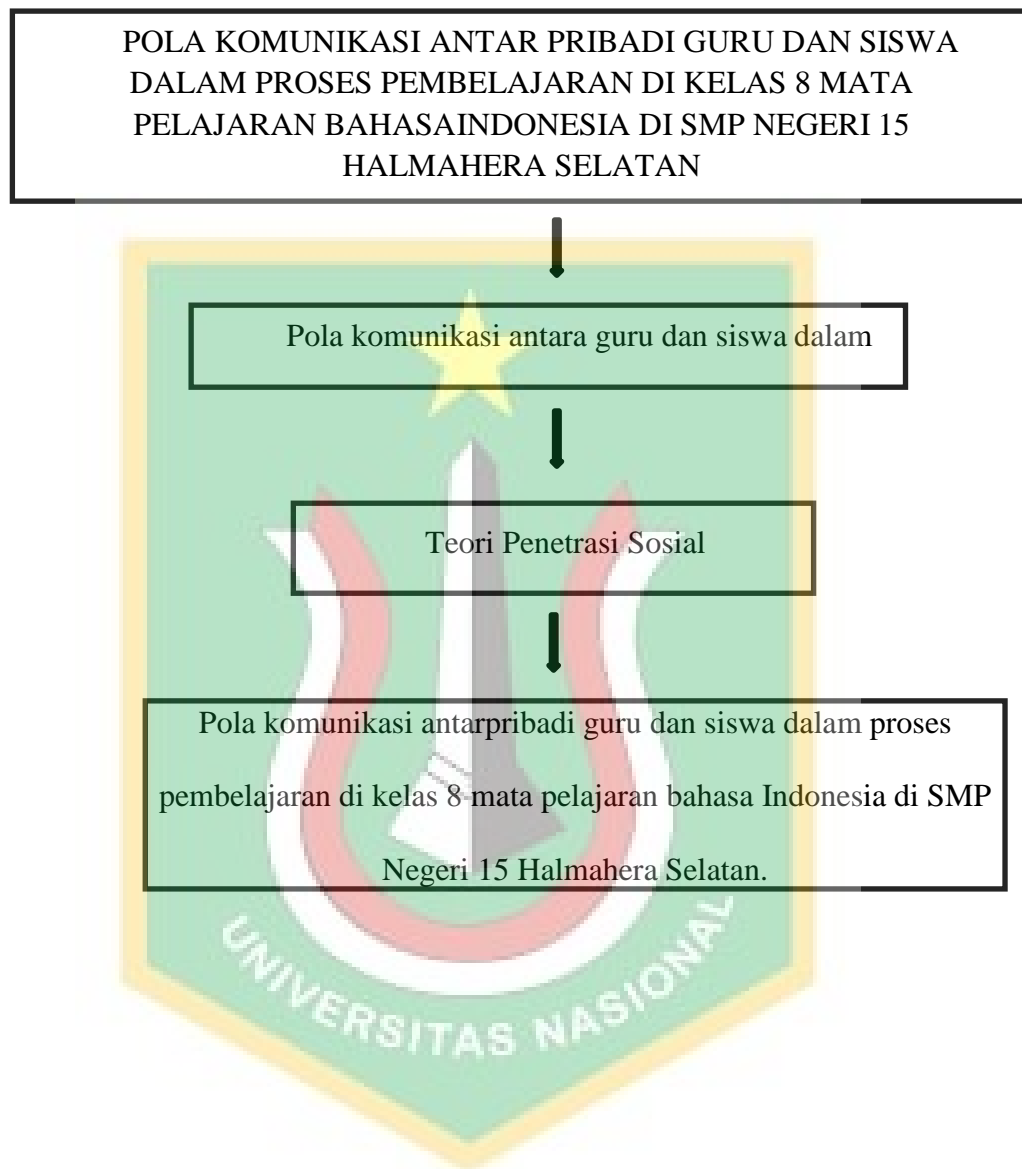 POLA KOMUNIKASI ANTAR PRIBADI GURU DAN SISWA
DALAM PROSES PEMBELAJARAN DI KELAS 8 MATA
PELAJARAN BAHASAINDONESIA DI SMP NEGERI 15
HALMAHERA SELATAN
Pola komunikasi antara guru dan siswa dalam
Teori Penetrasi Sosial
Pola komunikasi antarpribadi guru dan siswa dalam proses
pembelajaran di kelas 8 mata pelajaran bahasa Indonesia di SMP
Negeri 15 Halmahera Selatan.
UNIVERSITAS NASIONAL